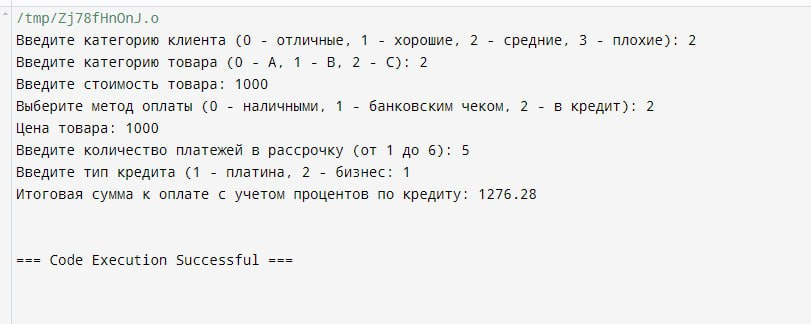 /tmp/Zj78fHnOnJ.o
Введите категорию клиента (0 - отличные, 1 - хорошие, 2 - средние, 3 - плохие): 2
Введите категорию товара (0 - A, 1 - B, 2 - C): 2
Введите стоимость товара: 1000
Выберите метод оплаты (0 - наличными, 1 - банковским чеком, 2 - в кредит): 2
Цена товара: 1000
Введите количество платежей в рассрочку (от 1 до 6): 5
Введите тип кредита (1 - платина, 2 - бизнес: 1
Итоговая сумма к оплате с учетом процентов по кредиту: 1276.28
=== Code Execution Successful ===